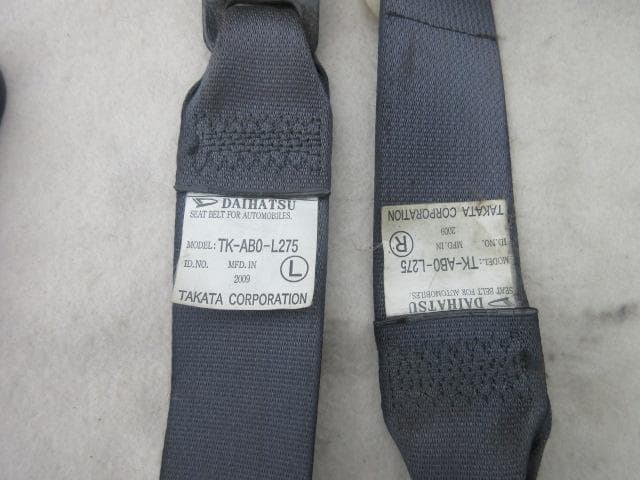 DAIHATSU
SEAT BELT FOR AUTOMOBILES.
MODEL: TK-AB0-L275
ID.NO. MFD.IN L
2009
TAKATA CORPORATION
DAIHATSU
SEAT BELT FOR AUTOMOBILES.
MODEL: TK-AB0-L275
ID.NO. MFD.IN R
2009
TAKATA CORPORATION